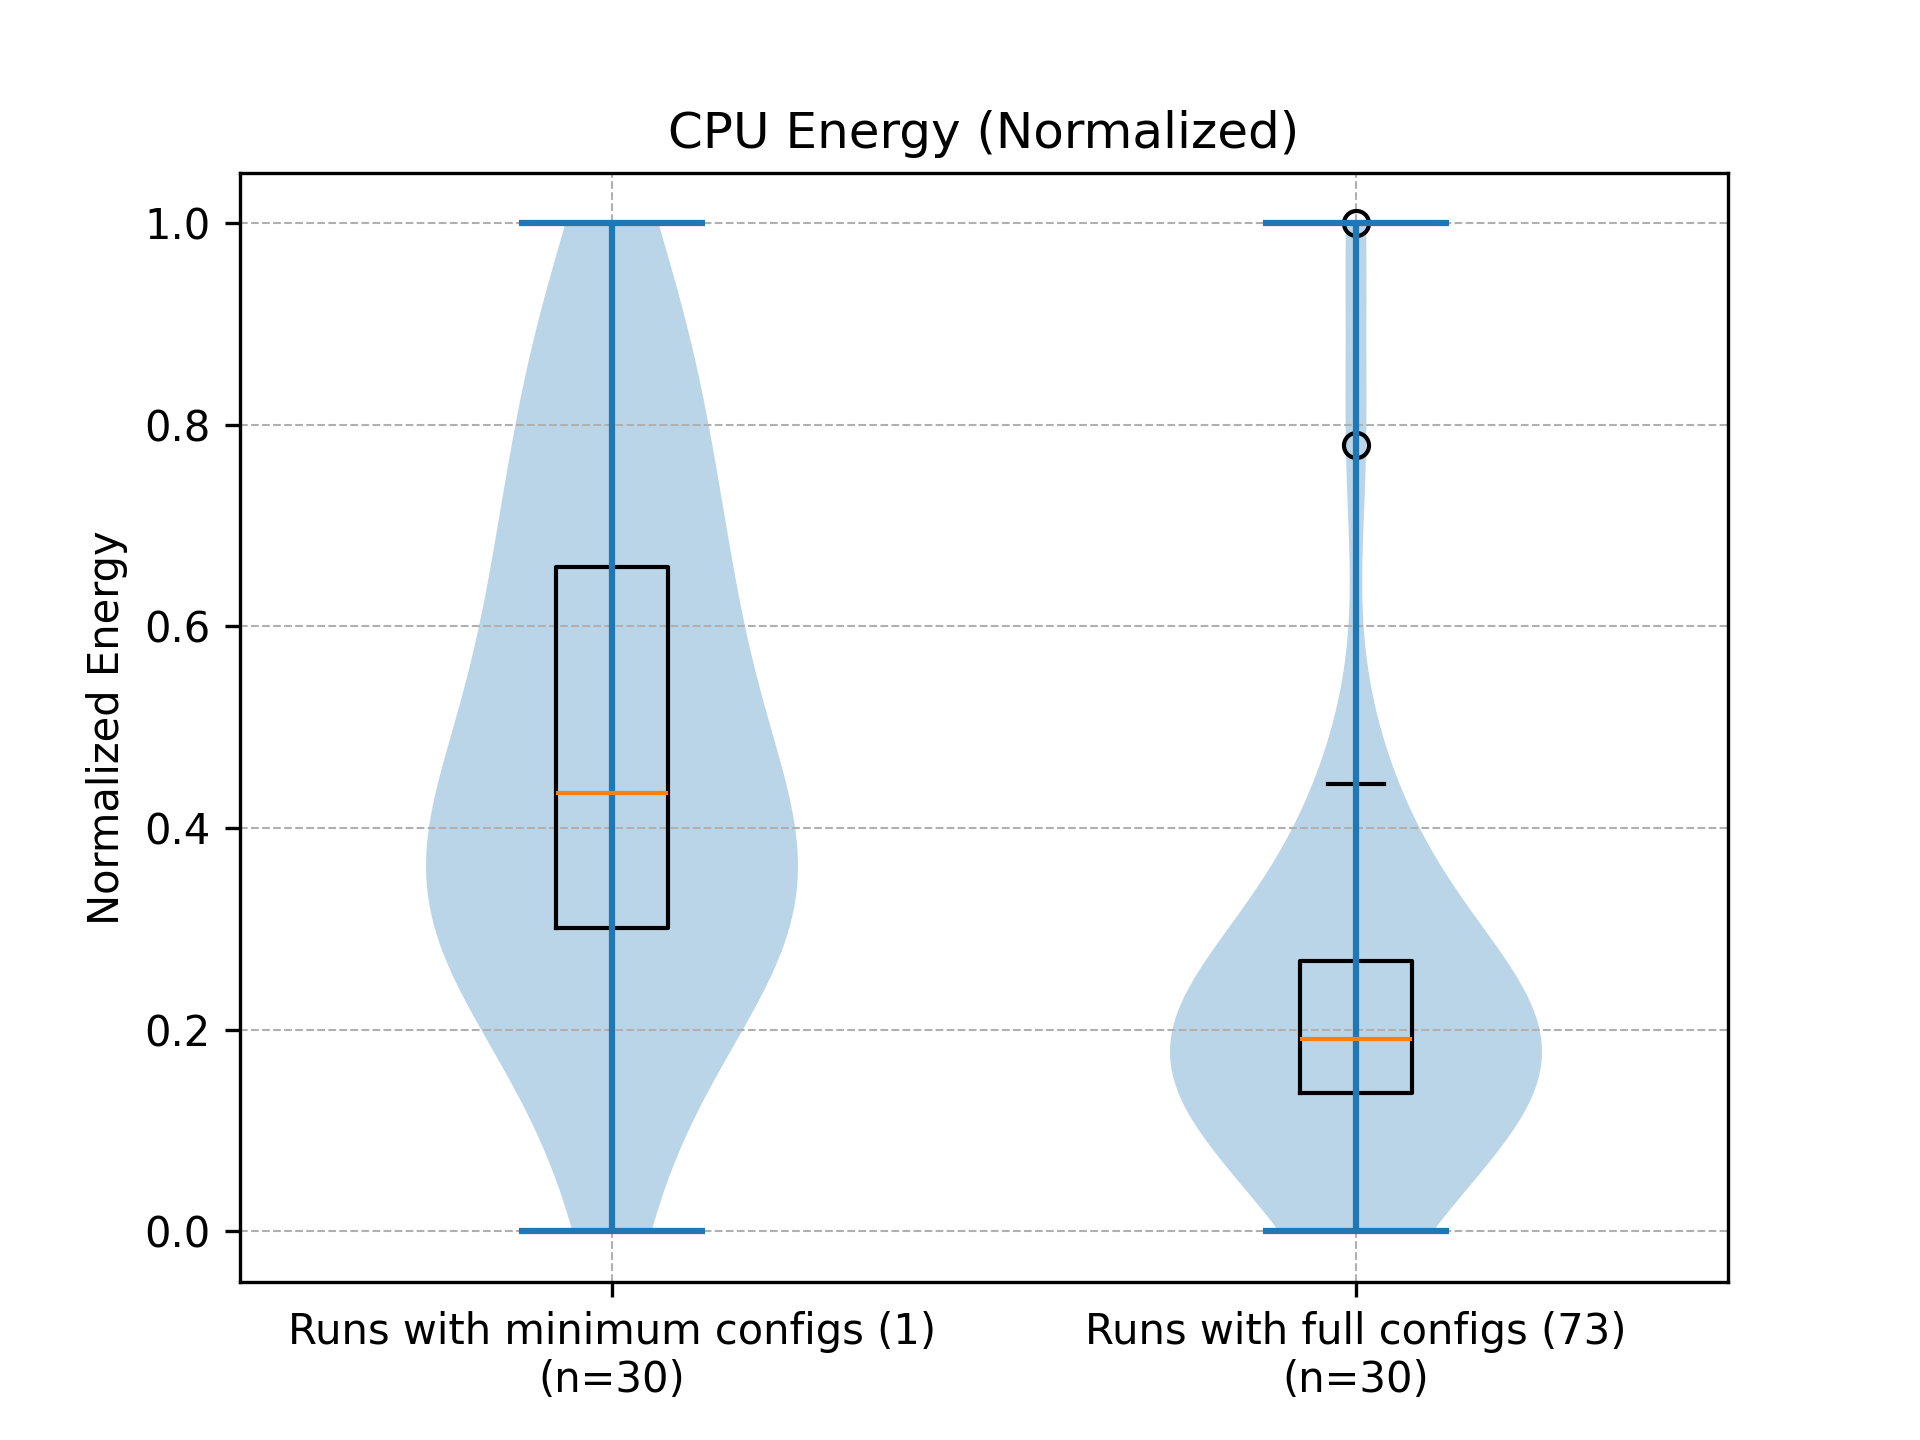 CPU Energy (Normalized)
Normalized Energy
1.0
0.8
0.6
0.4
0.2
0.0
Runs with minimum configs (1)
(n=30)
Runs with full configs (73)
(n=30)